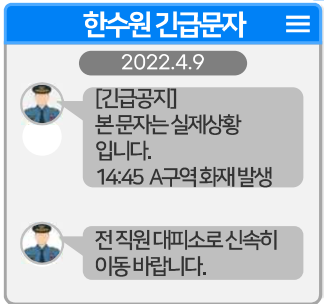 한수원 긴급문자
2022.4.9
[긴급공지]
본 문자는 실제상황
입니다.
14:45 A구역 화재 발생
전 직원 대피소로 신속히
이동 바랍니다.